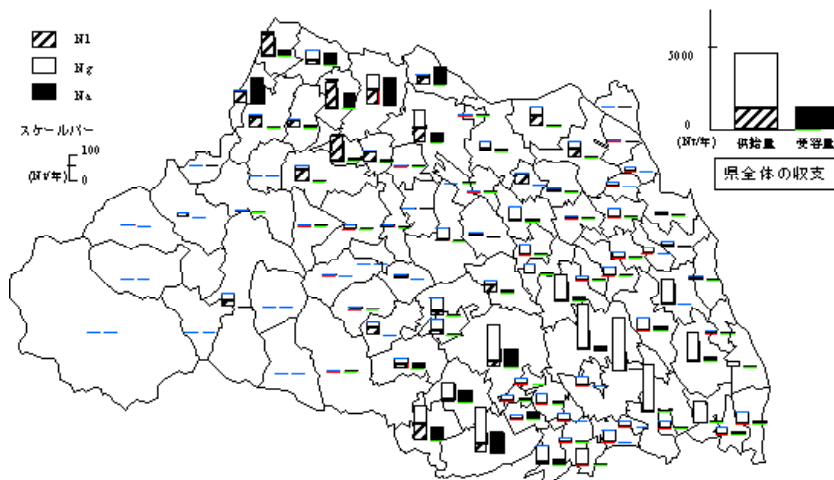 Nl
Ng
Na
スケールバー
100
(Nt/年)
0
5000
0
(Nt/年)
供給量
受容量
県全体の収支